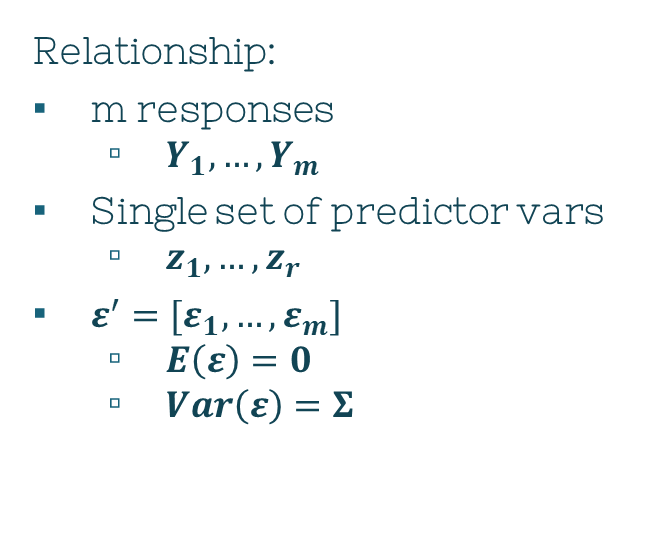 Relationship:
▪ m responses
▫ Y₁, … , Yₘ
▪ Single set of predictor vars
▫ z₁, … , zᵣ
▪ ε′ = [ε₁, … , εₘ]
▫ E(ε) = 0
▫ Var(ε) = Σ